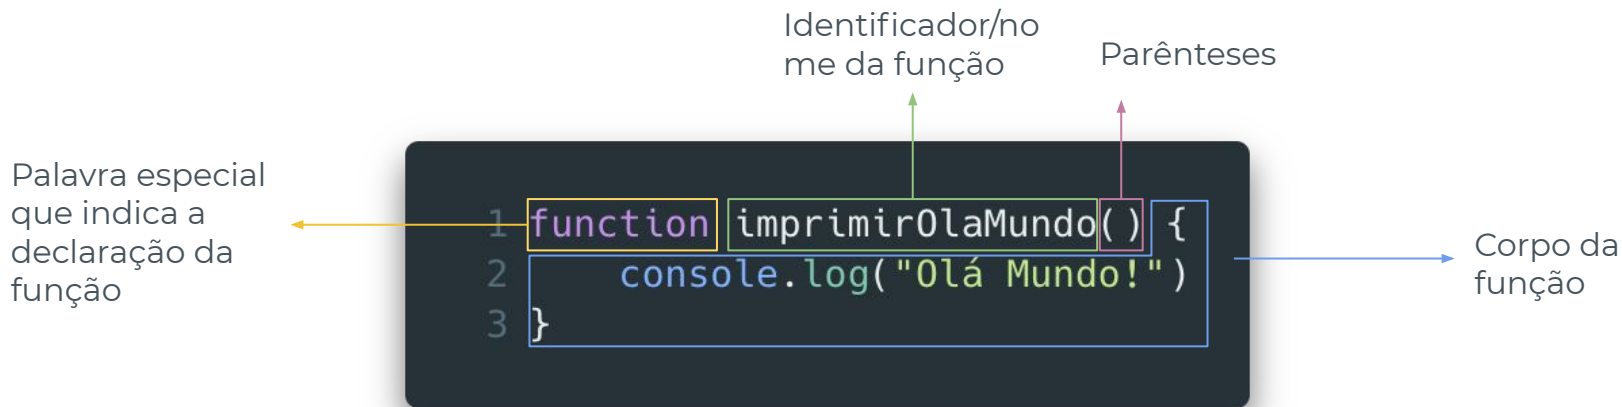 Identificador/no
me da função
Parênteses
Palavra especial
que indica a
declaração da
função
1 function imprimirOlaMundo() {
2 console.log("Olá Mundo!")
3 }
Corpo da
função